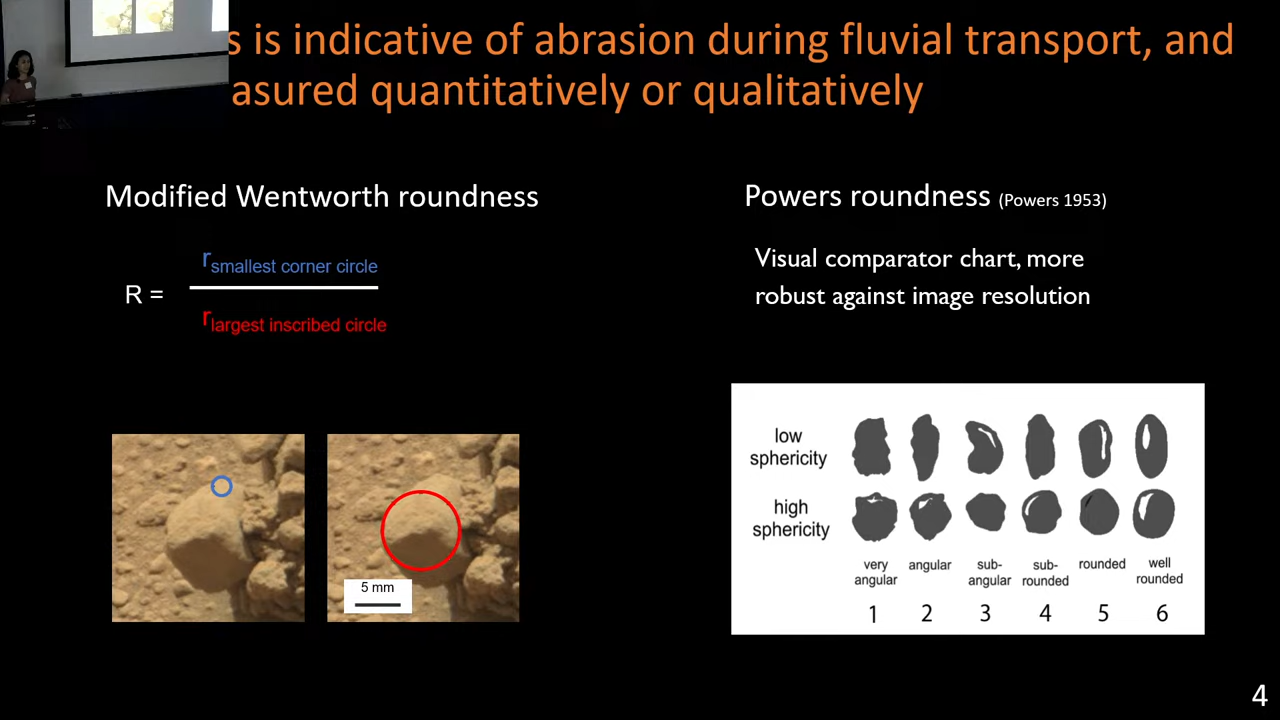 s is indicative of abrasion during fluvial transport, and
asured quantitatively or qualitatively
Modified Wentworth roundness
R =
r smallest corner circle
r largest inscribed circle
5 mm
Powers roundness (Powers 1953)
Visual comparator chart, more
robust against image resolution
low
sphericity
high
sphericity
very
angular
angular
sub-
angular
sub-
rounded
rounded
well
rounded
1 2 3 4 5 6
4